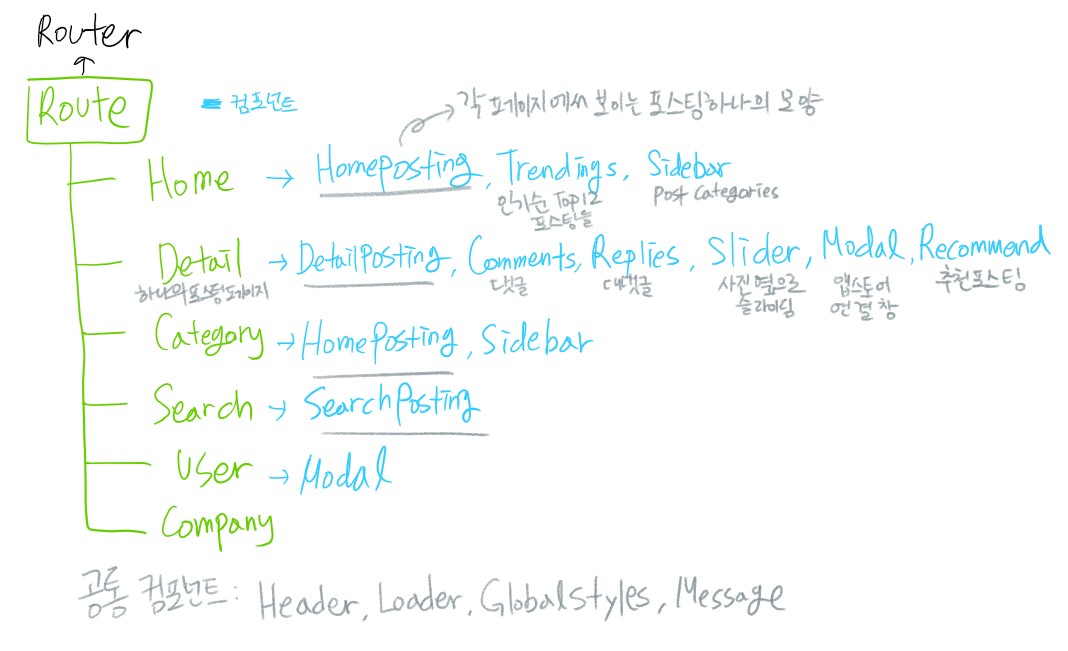 Router
Route
컴포넌트
각 페이지에서 보이는 포스팅하나의 모양
Home → HomePosting, Trendings, Sidebar
인기순 Top12
포스팅들
Post Categories
Detail → DetailPosting, Comments, Replies, Slider, Modal, Recommend
하나의 포스팅 페이지
댓글
대댓글
사진 옆으로
슬라이딩
앱스토어
연결 창
추천포스팅
Category → HomePosting, Sidebar
Search → SearchPosting
User → Modal
Company
공통 컴포넌트: Header, Loader, GlobalStyles, Message